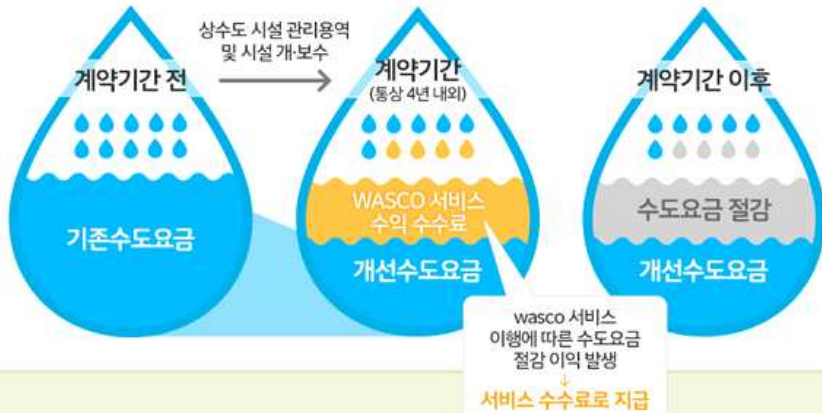 상수도 시설 관리용역
및 시설 개·보수
계약기간 전
계약기간
(통상 4년 내외)
계약기간 이후
기존수도요금
WASCO 서비스
수익 수수료
개선수도요금
수도요금 절감
개선수도요금
wasco 서비스
이행에 따른 수도요금
절감 이익 발생
↓
서비스 수수료로 지급